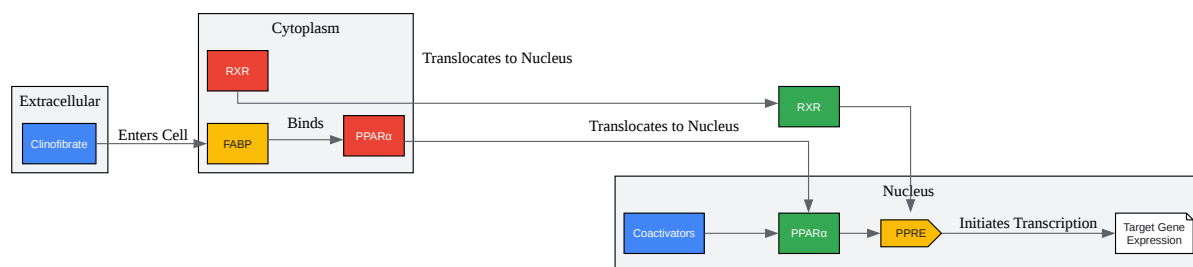 Cytoplasm
RXR
Translocates to Nucleus
Extracellular
Clinofibrate
Enters Cell
FABP
Binds
PPARα
RXR
Translocates to Nucleus
Nucleus
Coactivators
PPARα
PPRE
Initiates Transcription
Target Gene
Expression